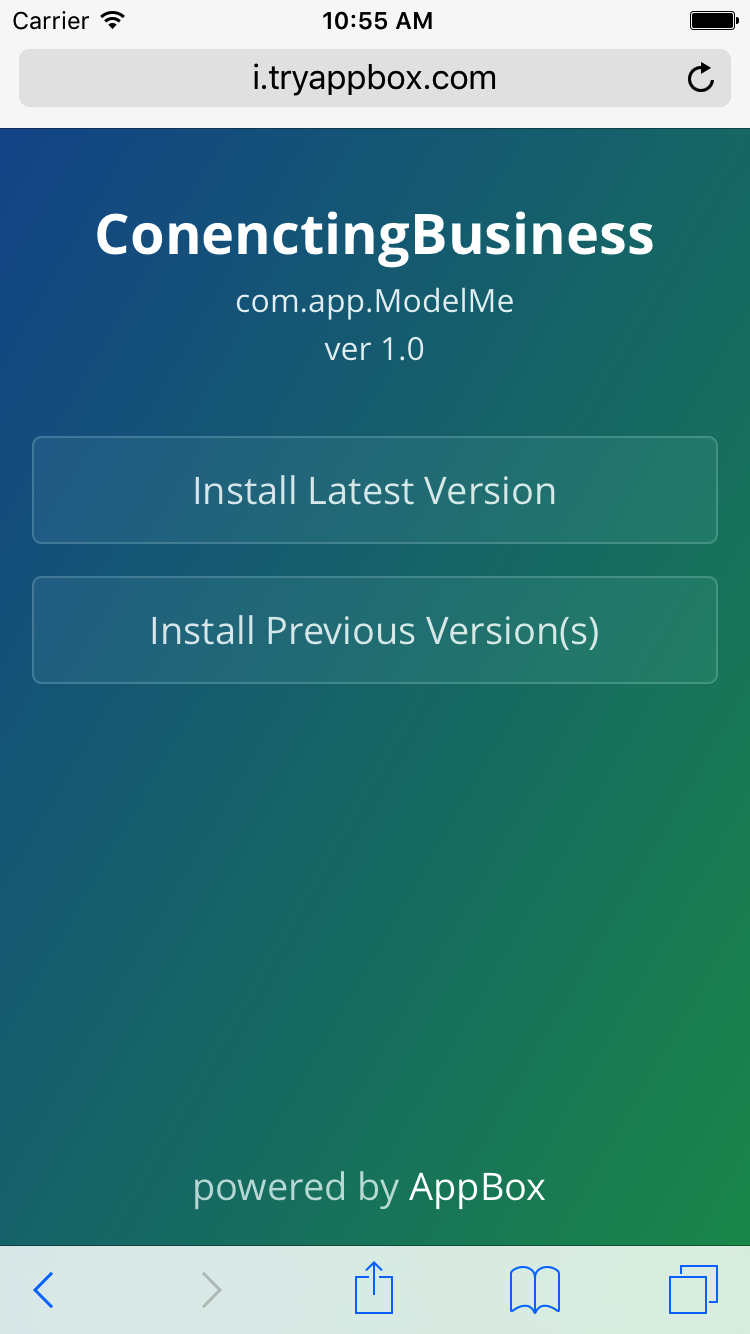 Carrier 10:55 AM
i.tryappbox.com
ConenctingBusiness
com.app.ModelMe
ver 1.0
Install Latest Version
Install Previous Version(s)
powered by AppBox